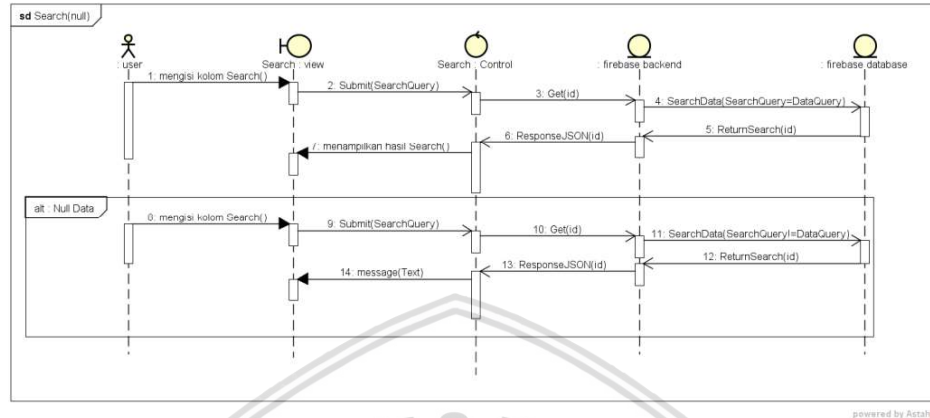 sd Search(null)
: user
Search : view
Search : Control
: firebase backend
: firebase database
1: mengisi kolom Search()
2: Submit(SearchQuery)
3: Get(id)
4: SearchData(SearchQuery=DataQuery)
5: ReturnSearch(id)
6: ResponseJSON(id)
7: menampilkan hasil Search()
alt : Null Data
8: mengisi kolom Search()
9: Submit(SearchQuery)
10: Get(id)
11: SearchData(SearchQuery!=DataQuery)
12: ReturnSearch(id)
13: ResponseJSON(id)
14: message(Text)
powered by Astah